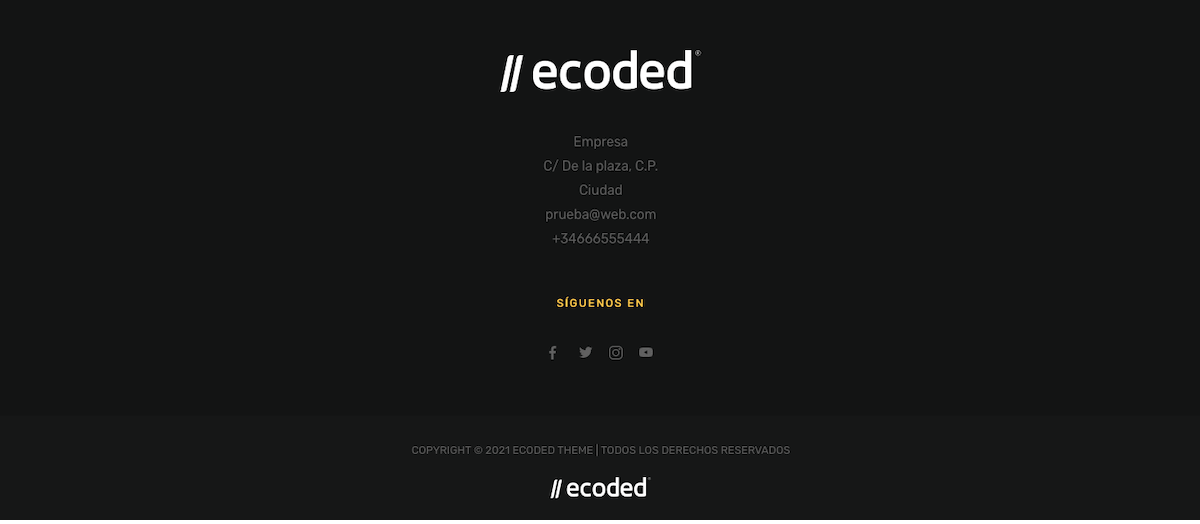 // ecoded®
Empresa
C/ De la plaza, C.P.
Ciudad
prueba@web.com
+34666555444
SÍGUENOS EN
COPYRIGHT © 2021 ECODED THEME | TODOS LOS DERECHOS RESERVADOS
// ecoded®